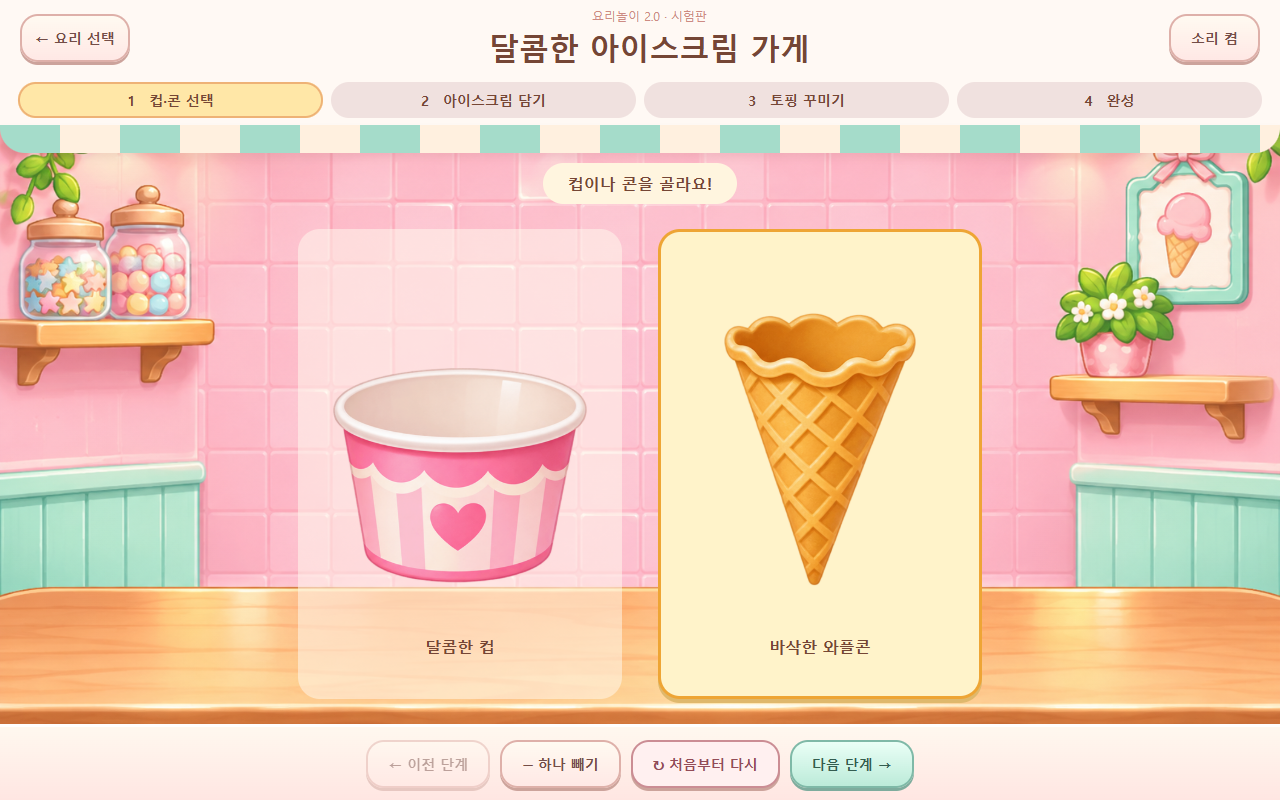 ← 요리 선택
요리놀이 2.0 · 시험판
달콤한 아이스크림 가게
소리 켬
1 컵·콘 선택
2 아이스크림 담기
3 토핑 꾸미기
4 완성
컵이나 콘을 골라요!
달콤한 컵
바삭한 와플콘
← 이전 단계
− 하나 빼기
↻ 처음부터 다시
다음 단계 →